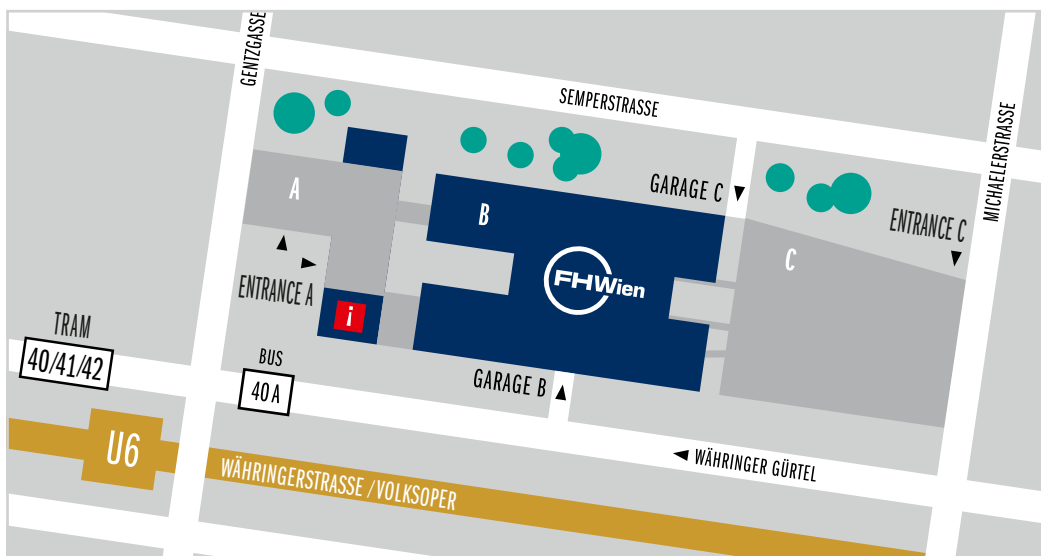 GENTZGASSE
SEMPERSTRASSE
MICHAELERSTRASSE
A
B
GARAGE C
ENTRANCE C
C
FHWien
ENTRANCE A
i
TRAM
40/41/42
BUS
40 A
GARAGE B
U6
WÄHRINGERSTRASSE / VOLKSOPER
WÄHRINGER GÜRTEL